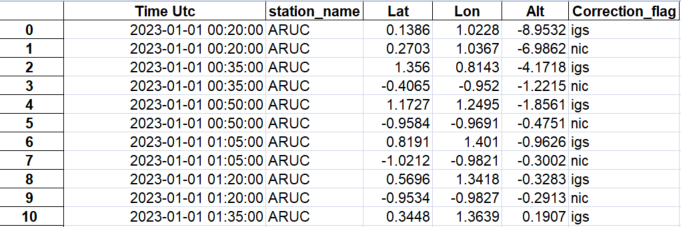 Time Utc station_name Lat Lon Alt Correction_flag
0 2023-01-01 00:20:00 ARUC 0.1386 1.0228 -8.9532 igs
1 2023-01-01 00:20:00 ARUC 0.2703 1.0367 -6.9862 nic
2 2023-01-01 00:35:00 ARUC 1.356 0.8143 -4.1718 igs
3 2023-01-01 00:35:00 ARUC -0.4065 -0.952 -1.2215 nic
4 2023-01-01 00:50:00 ARUC 1.1727 1.2495 -1.8561 igs
5 2023-01-01 00:50:00 ARUC -0.9584 -0.9691 -0.4751 nic
6 2023-01-01 01:05:00 ARUC 0.8191 1.401 -0.9626 igs
7 2023-01-01 01:05:00 ARUC -1.0212 -0.9821 -0.3002 nic
8 2023-01-01 01:20:00 ARUC 0.5696 1.3418 -0.3283 igs
9 2023-01-01 01:20:00 ARUC -0.9534 -0.9827 -0.2913 nic
10 2023-01-01 01:35:00 ARUC 0.3448 1.3639 0.1907 igs